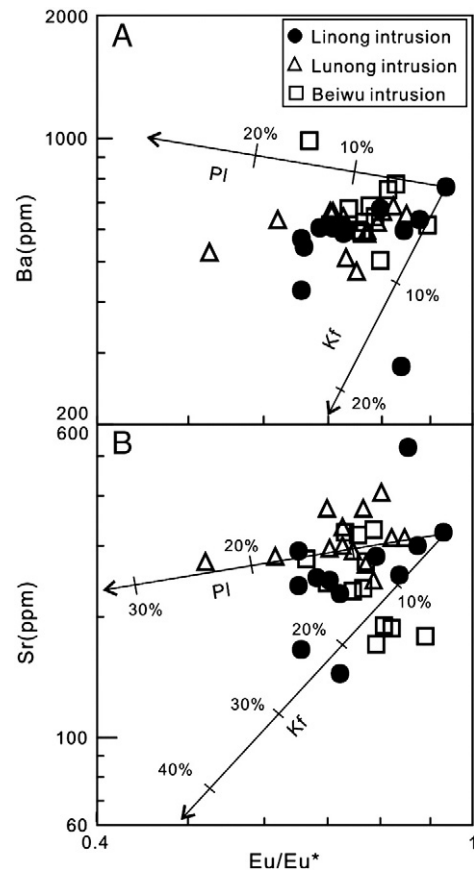 2000
A
Linong intrusion
Lunong intrusion
Beiwu intrusion
1000
20%
10%
Pl
Ba(ppm)
10%
Kf
20%
200
600
B
20%
30%
Pl
10%
20%
Sr(ppm)
30%
Kf
100
40%
60
0.4
1
Eu/Eu*